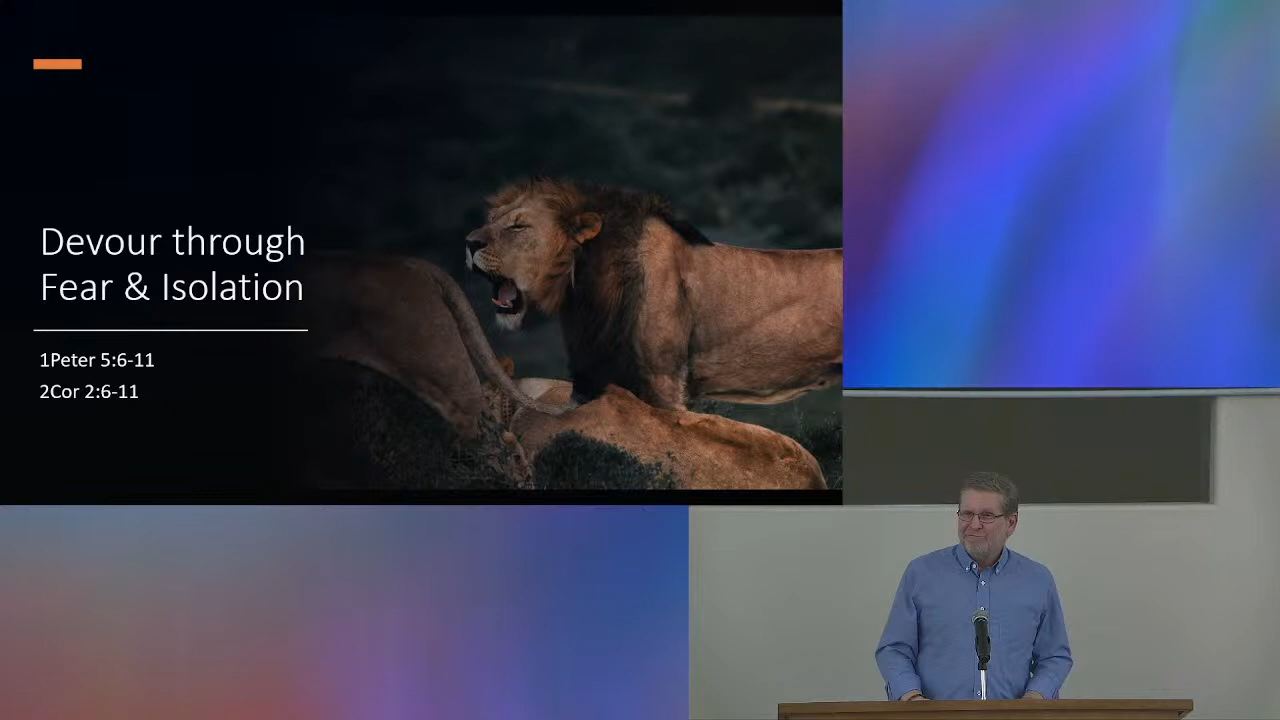 Devour through
Fear & Isolation
1Peter 5:6-11
2Cor 2:6-11